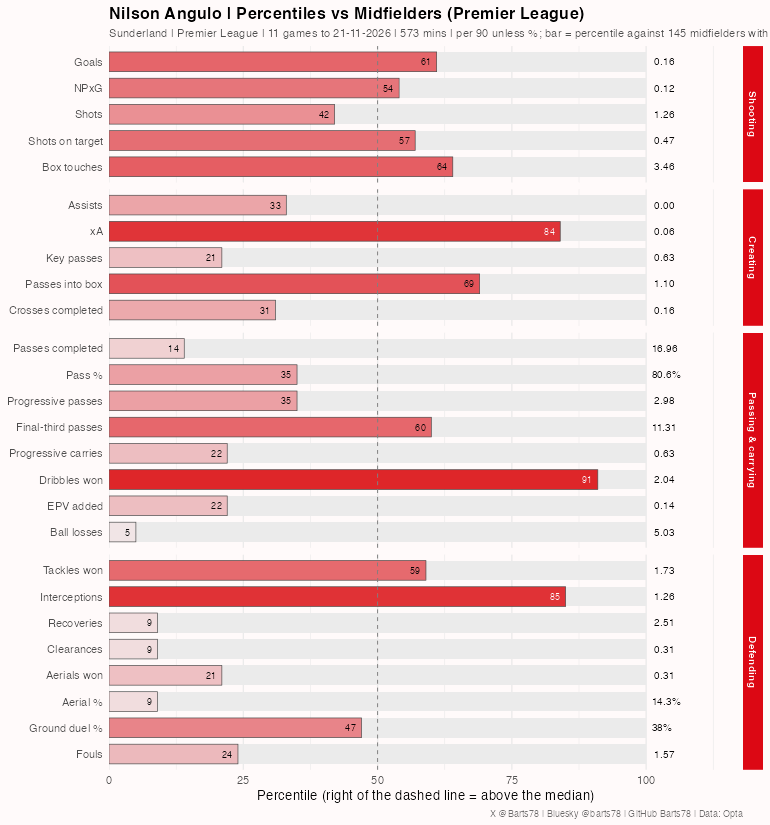 Nilson Angulo | Percentiles vs Midfielders (Premier League)
Sunderland | Premier League | 11 games to 21-11-2026 | 573 mins | per 90 unless %; bar = percentile against 145 midfielders with
Goals 61 0.16
NPxG 54 0.12
Shots 42 1.26
Shots on target 57 0.47
Box touches 64 3.46
Shooting
Assists 33 0.00
xA 84 0.06
Key passes 21 0.63
Passes into box 69 1.10
Crosses completed 31 0.16
Creating
Passes completed 14 16.96
Pass % 35 80.6%
Progressive passes 35 2.98
Final-third passes 60 11.31
Progressive carries 22 0.63
Dribbles won 91 2.04
EPV added 22 0.14
Ball losses 5 5.03
Passing & carrying
Tackles won 59 1.73
Interceptions 85 1.26
Recoveries 9 2.51
Clearances 9 0.31
Aerials won 21 0.31
Aerial % 9 14.3%
Ground duel % 47 38%
Fouls 24 1.57
Defending
0 25 50 75 100
Percentile (right of the dashed line = above the median)
X @Barts78 | Bluesky @barts78 | GitHub Barts78 | Data: Opta